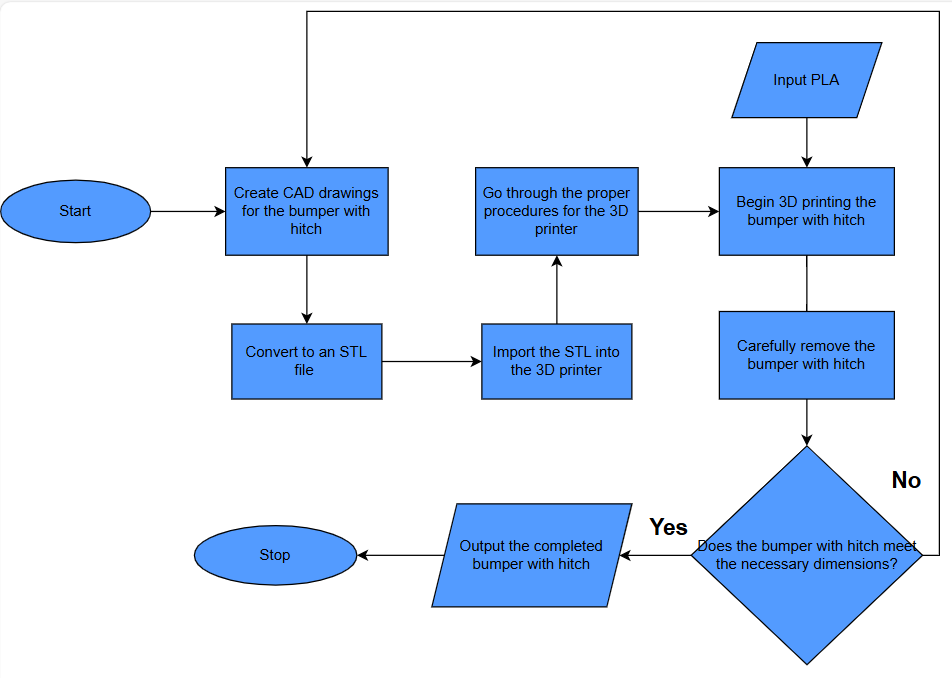 Start
Create CAD drawings
for the bumper with
hitch
Convert to an STL
file
Import the STL into
the 3D printer
Go through the proper
procedures for the 3D
printer
Input PLA
Begin 3D printing the
bumper with hitch
Carefully remove the
bumper with hitch
Does the bumper with hitch meet
the necessary dimensions?
No
Yes
Output the completed
bumper with hitch
Stop